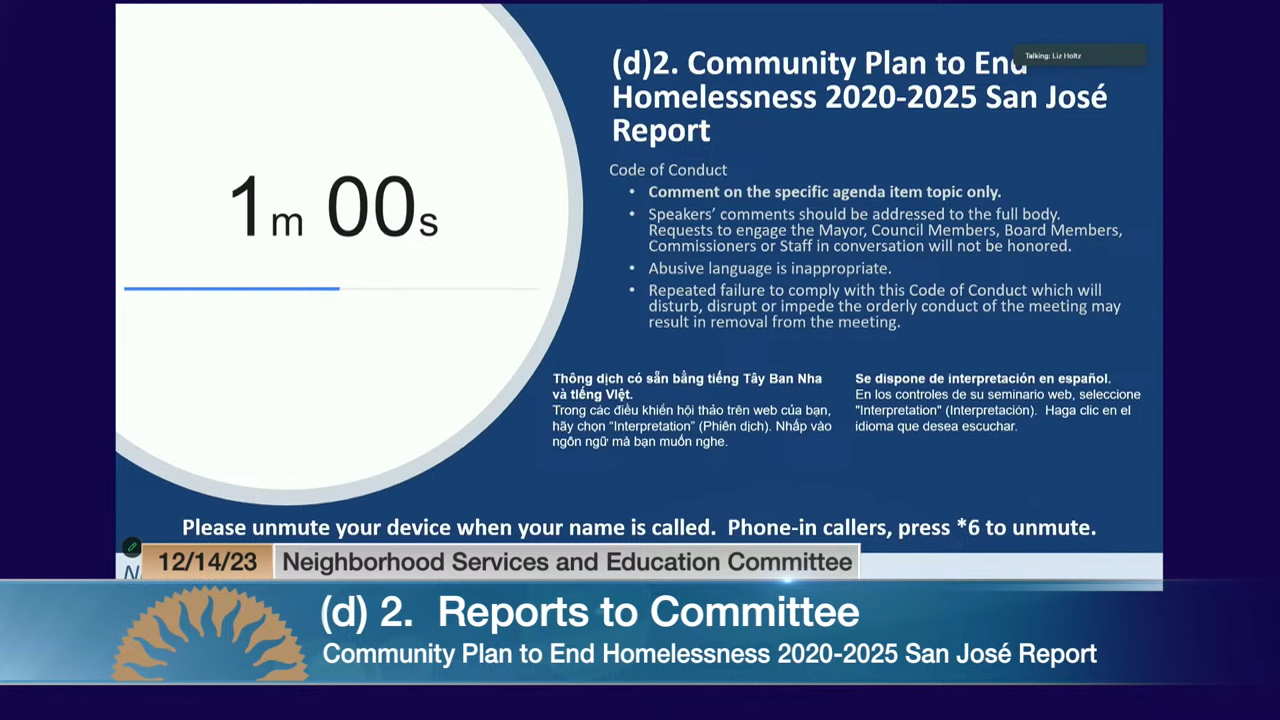 Talking: Liz Holtz
(d)2. Community Plan to End
Homelessness 2020-2025 San José
Report
1m 00s
Code of Conduct
• Comment on the specific agenda item topic only.
• Speakers' comments should be addressed to the full body.
Requests to engage the Mayor, Council Members, Board Members,
Commissioners or Staff in conversation will not be honored.
• Abusive language is inappropriate.
• Repeated failure to comply with this Code of Conduct which will
disturb, disrupt or impede the orderly conduct of the meeting may
result in removal from the meeting.
Thông dịch có sẵn bằng tiếng Tây Ban Nha
và tiếng Việt.
Trong các điều khiển hội thảo trên web của bạn,
hãy chọn "Interpretation" (Phiên dịch). Nhấp vào
ngôn ngữ mà bạn muốn nghe.
Se dispone de interpretación en español.
En los controles de su seminario web, seleccione
"Interpretation" (Interpretación). Haga clic en el
idioma que desea escuchar.
Please unmute your device when your name is called. Phone-in callers, press *6 to unmute.
12/14/23 Neighborhood Services and Education Committee
(d) 2. Reports to Committee
Community Plan to End Homelessness 2020-2025 San José Report